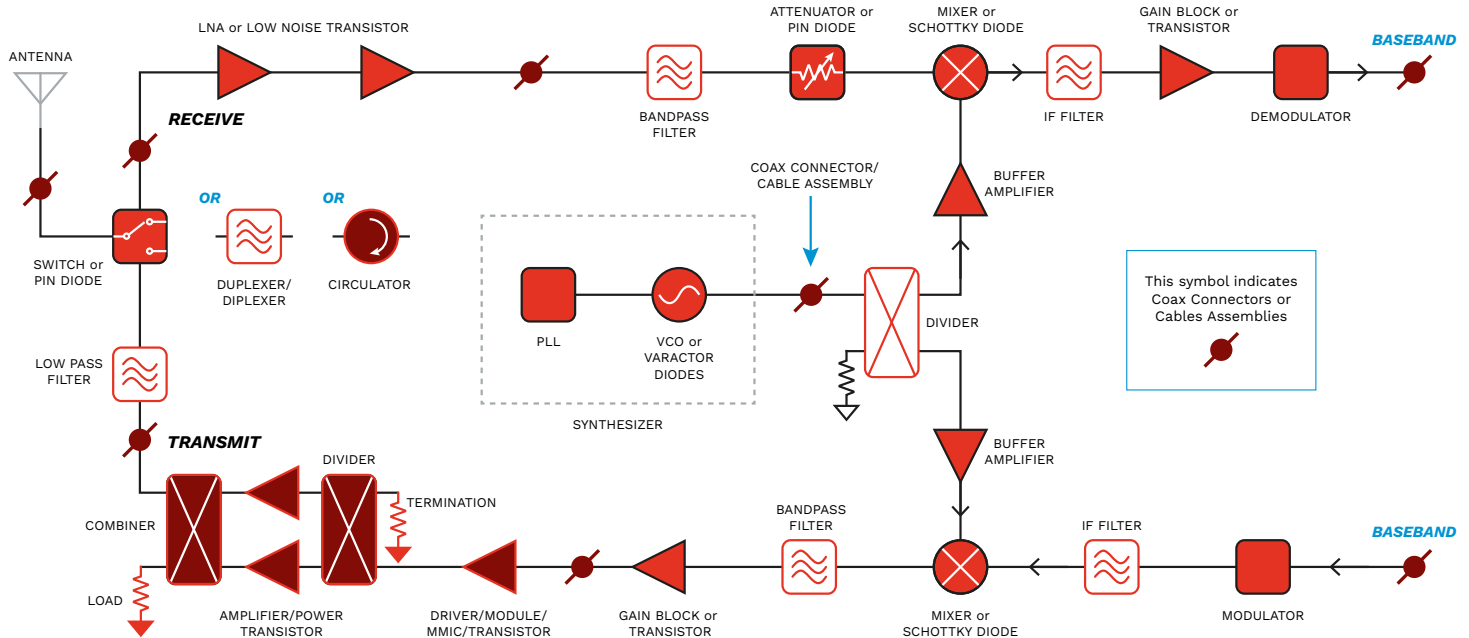 LNA or LOW NOISE TRANSISTOR
ATTENUATOR or
PIN DIODE
MIXER or
SCHOTTKY DIODE
GAIN BLOCK or
TRANSISTOR
BASEBAND
ANTENNA
RECEIVE
BANDPASS
FILTER
IF FILTER
DEMODULATOR
COAX CONNECTOR/
CABLE ASSEMBLY
BUFFER
AMPLIFIER
OR
OR
SWITCH or
PIN DIODE
DUPLEXER/
DIPLEXER
CIRCULATOR
PLL
VCO or
VARACTOR
DIODES
SYNTHESIZER
DIVIDER
This symbol indicates
Coax Connectors or
Cables Assemblies
LOW PASS
FILTER
TRANSMIT
BUFFER
AMPLIFIER
DIVIDER
TERMINATION
COMBINER
LOAD
AMPLIFIER/POWER
TRANSISTOR
DRIVER/MODULE/
MMIC/TRANSISTOR
GAIN BLOCK or
TRANSISTOR
BANDPASS
FILTER
MIXER or
SCHOTTKY DIODE
IF FILTER
MODULATOR
BASEBAND